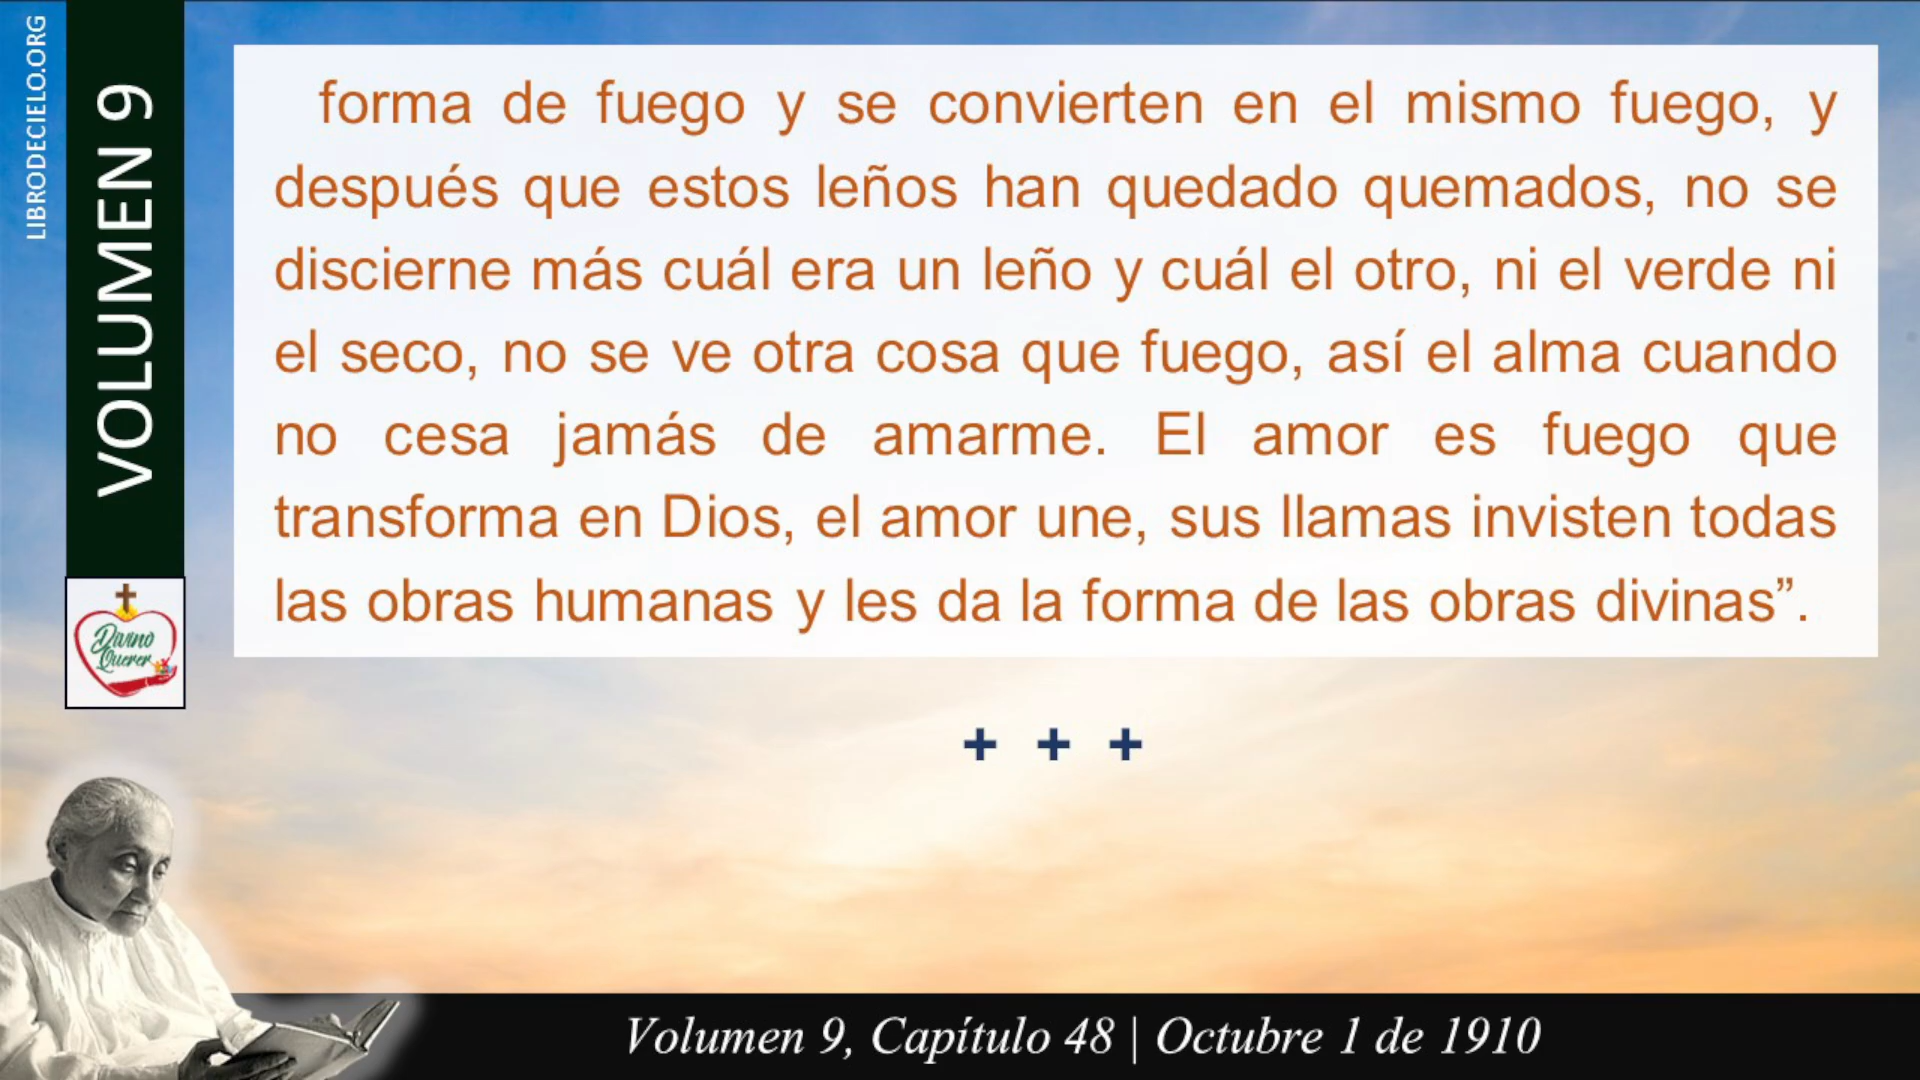 LIBRODECIELO.ORG
VOLUMEN 9
Divino
Querer
forma de fuego y se convierten en el mismo fuego, y
después que estos leños han quedado quemados, no se
discierne más cuál era un leño y cuál el otro, ni el verde ni
el seco, no se ve otra cosa que fuego, así el alma cuando
no cesa jamás de amarme. El amor es fuego que
transforma en Dios, el amor une, sus llamas invisten todas
las obras humanas y les da la forma de las obras divinas”.
+ + +
Volumen 9, Capítulo 48 | Octubre 1 de 1910